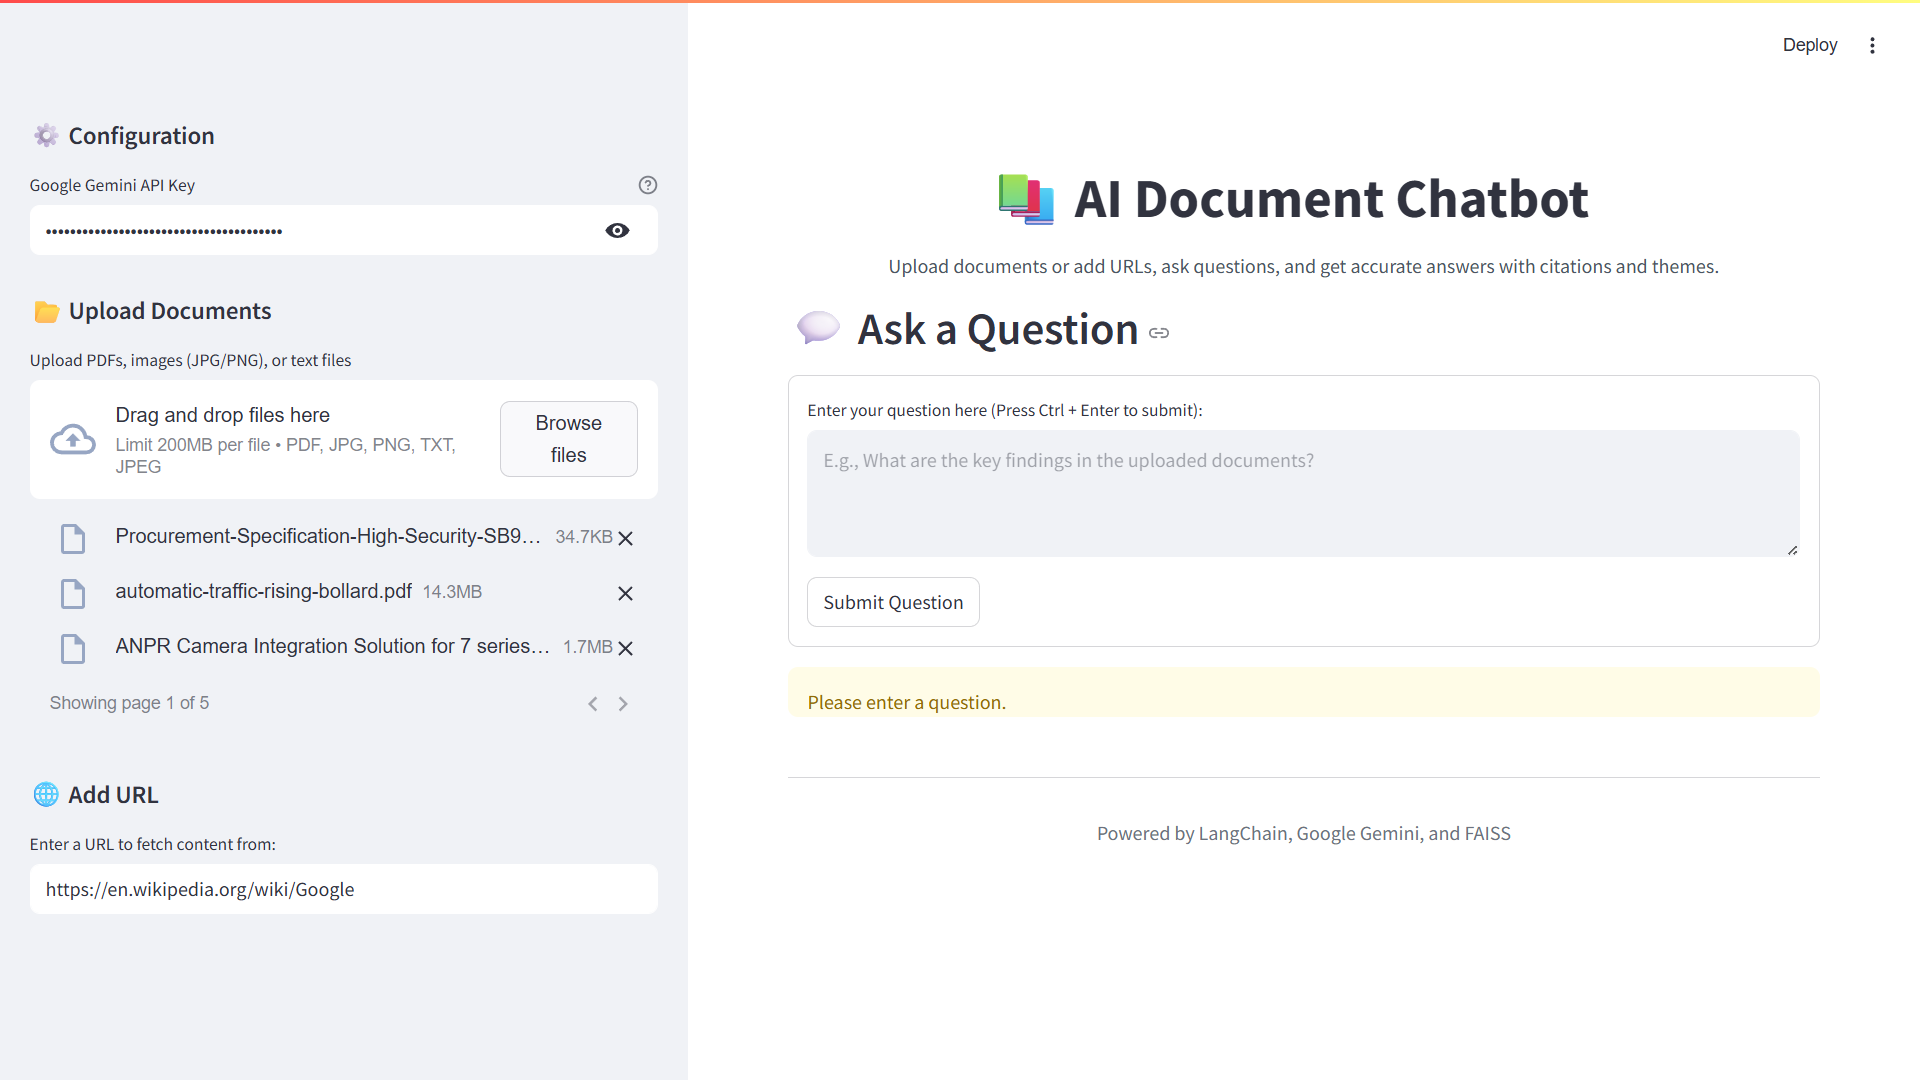 Deploy
Configuration
Google Gemini API Key
Upload Documents
Upload PDFs, images (JPG/PNG), or text files
Drag and drop files here
Limit 200MB per file • PDF, JPG, PNG, TXT,
JPEG
Browse
files
Procurement-Specification-High-Security-SB9… 34.7KB
automatic-traffic-rising-bollard.pdf 14.3MB
ANPR Camera Integration Solution for 7 series… 1.7MB
Showing page 1 of 5
Add URL
Enter a URL to fetch content from:
https://en.wikipedia.org/wiki/Google
AI Document Chatbot
Upload documents or add URLs, ask questions, and get accurate answers with citations and themes.
Ask a Question
Enter your question here (Press Ctrl + Enter to submit):
E.g., What are the key findings in the uploaded documents?
Submit Question
Please enter a question.
Powered by LangChain, Google Gemini, and FAISS